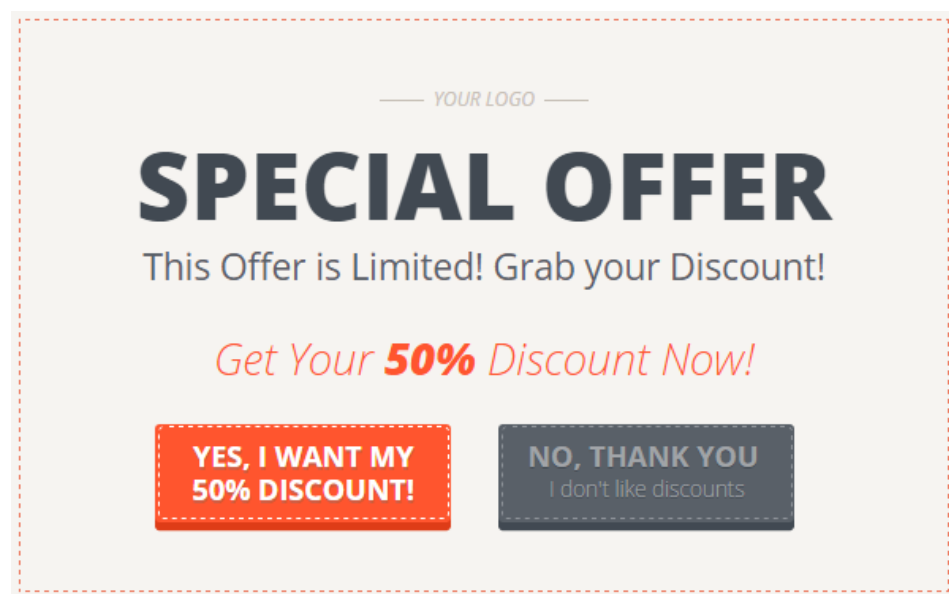 YOUR LOGO
SPECIAL OFFER
This Offer is Limited! Grab your Discount!
Get Your 50% Discount Now!
YES, I WANT MY
50% DISCOUNT!
NO, THANK YOU
I don't like discounts